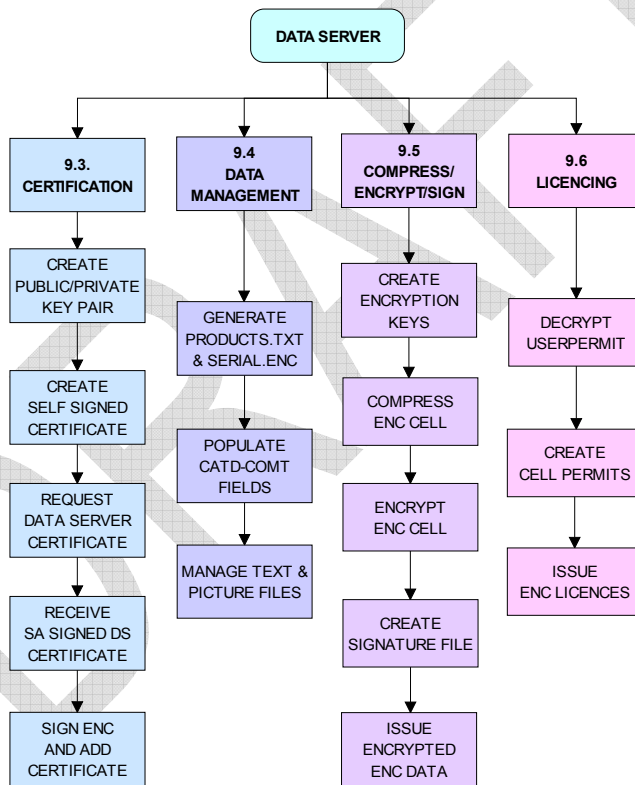 DATA SERVER
9.3.
CERTIFICATION
CREATE
PUBLIC/PRIVATE
KEY PAIR
CREATE
SELF SIGNED
CERTIFICATE
REQUEST
DATA SERVER
CERTIFICATE
RECEIVE
SA SIGNED DS
CERTIFICATE
SIGN ENC
AND ADD
CERTIFICATE
9.4
DATA
MANAGEMENT
GENERATE
PRODUCTS.TXT
& SERIAL.ENC
POPULATE
CATD-COMT
FIELDS
MANAGE TEXT &
PICTURE FILES
9.5
COMPRESS/
ENCRYPT/SIGN
CREATE
ENCRYPTION
KEYS
COMPRESS
ENC CELL
ENCRYPT
ENC CELL
CREATE
SIGNATURE FILE
ISSUE
ENCRYPTED
ENC DATA
9.6
LICENCING
DECRYPT
USERPERMIT
CREATE
CELL PERMITS
ISSUE
ENC LICENCES
DRAFT